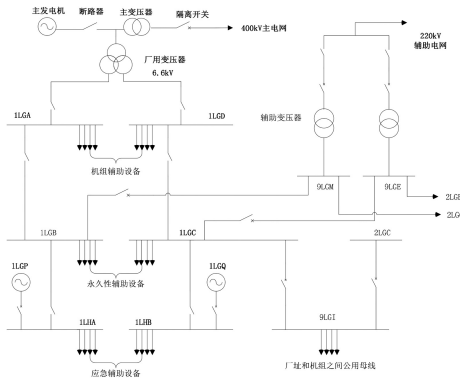 主发电机
断路器
主变压器
隔离开关
400kV主电网
220kV
辅助电网
厂用变压器
6.6kV
1LGA
1LGD
辅助变压器
机组辅助设备
9LGM
9LGE
1LGB
1LGC
2LGC
1LGP
永久性辅助设备
1LGQ
9LGI
1LHA
1LHB
应急辅助设备
厂址和机组之间公用母线